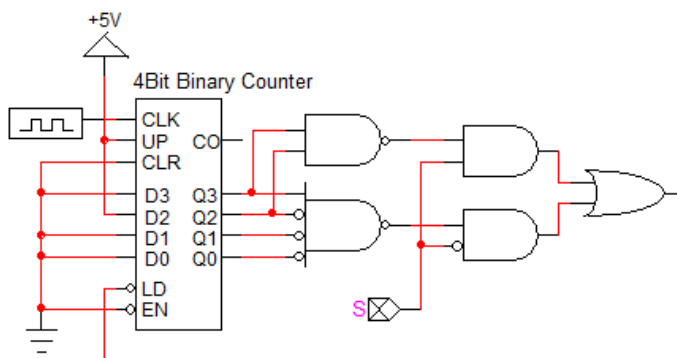 +5V
4Bit Binary Counter
CLK
UP CO
CLR
D3 Q3
D2 Q2
D1 Q1
D0 Q0
LD
EN
S